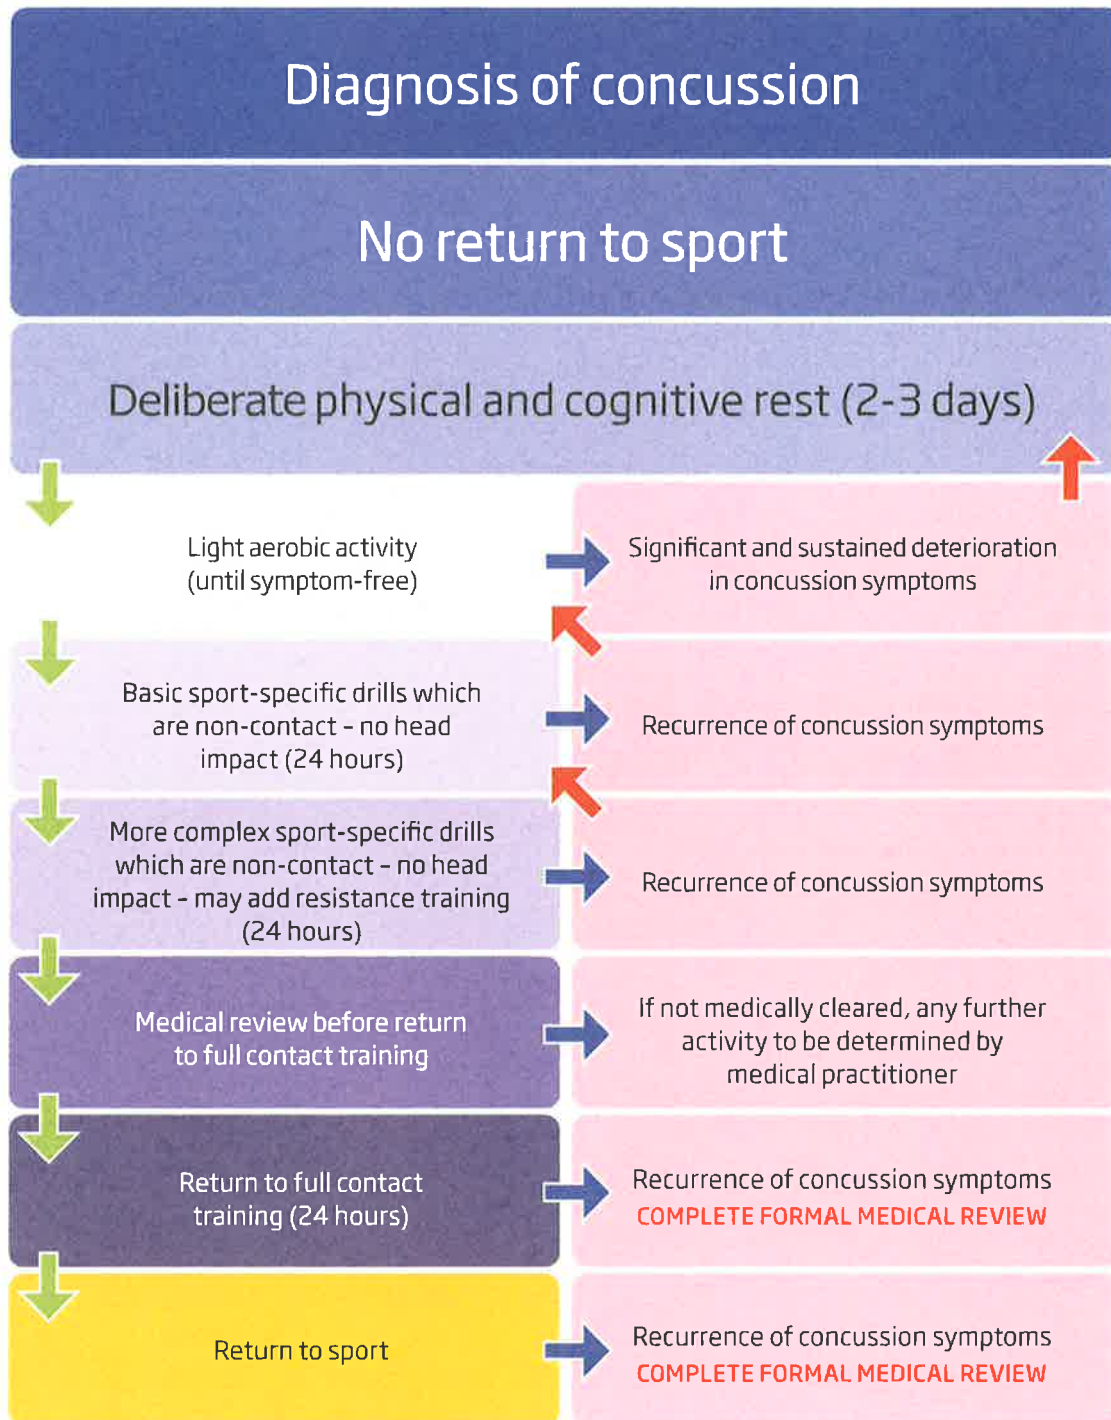 Diagnosis of concussion
No return to sport
Deliberate physical and cognitive rest (2-3 days)
Light aerobic activity
(until symptom-free)
Significant and sustained deterioration
in concussion symptoms
Basic sport-specific drills which
are non-contact – no head
impact (24 hours)
Recurrence of concussion symptoms
More complex sport-specific drills
which are non-contact – no head
impact – may add resistance training
(24 hours)
Recurrence of concussion symptoms
Medical review before return
to full contact training
If not medically cleared, any further
activity to be determined by
medical practitioner
Return to full contact
training (24 hours)
Recurrence of concussion symptoms
COMPLETE FORMAL MEDICAL REVIEW
Return to sport
Recurrence of concussion symptoms
COMPLETE FORMAL MEDICAL REVIEW